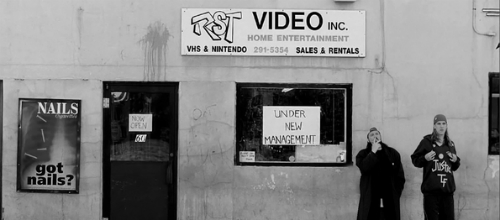 RST VIDEO INC.
HOME ENTERTAINMENT
VHS & NINTENDO 291-5354 SALES & RENTALS
NAILS
got
nails?
NOW
OPEN
UNDER
NEW
MANAGEMENT